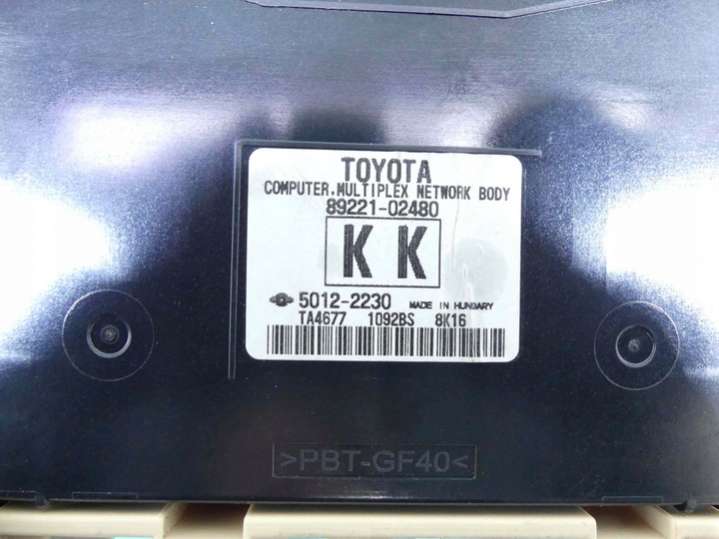 TOYOTA
COMPUTER.MULTIPLEX NETWORK BODY
89221-02480
K K
5012-2230 MADE IN HUNGARY
TA4677 1092BS 8K16
>PBT-GF40<